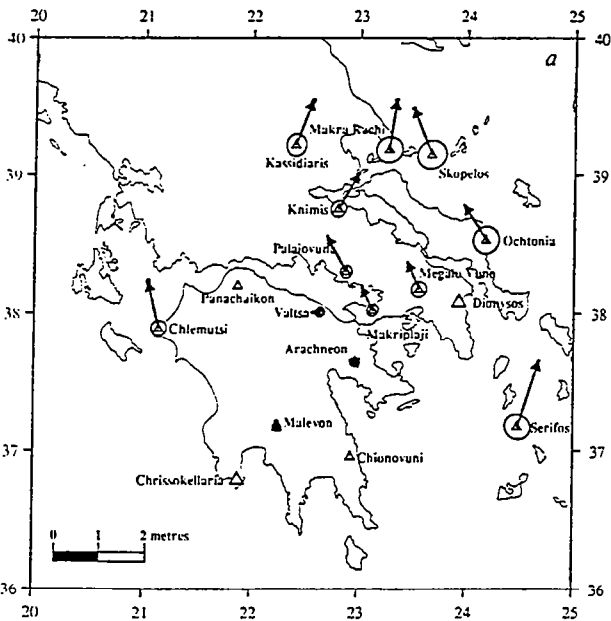 20 21 22 23 24 25
40 a 40
Makra Rachi
Kassidiaris
39 Skopelos 39
Knimis
Ochtonia
Palaiovuna
Megalu Vuno
Panachaikon Dionysos
38 Valtsa 38
Chlemutsi Makriplaji
Arachneon
Malevon Serifos
37 37
Chionovuni
Chrissokellaria
0 1 2 metres
36 36
20 21 22 23 24 25